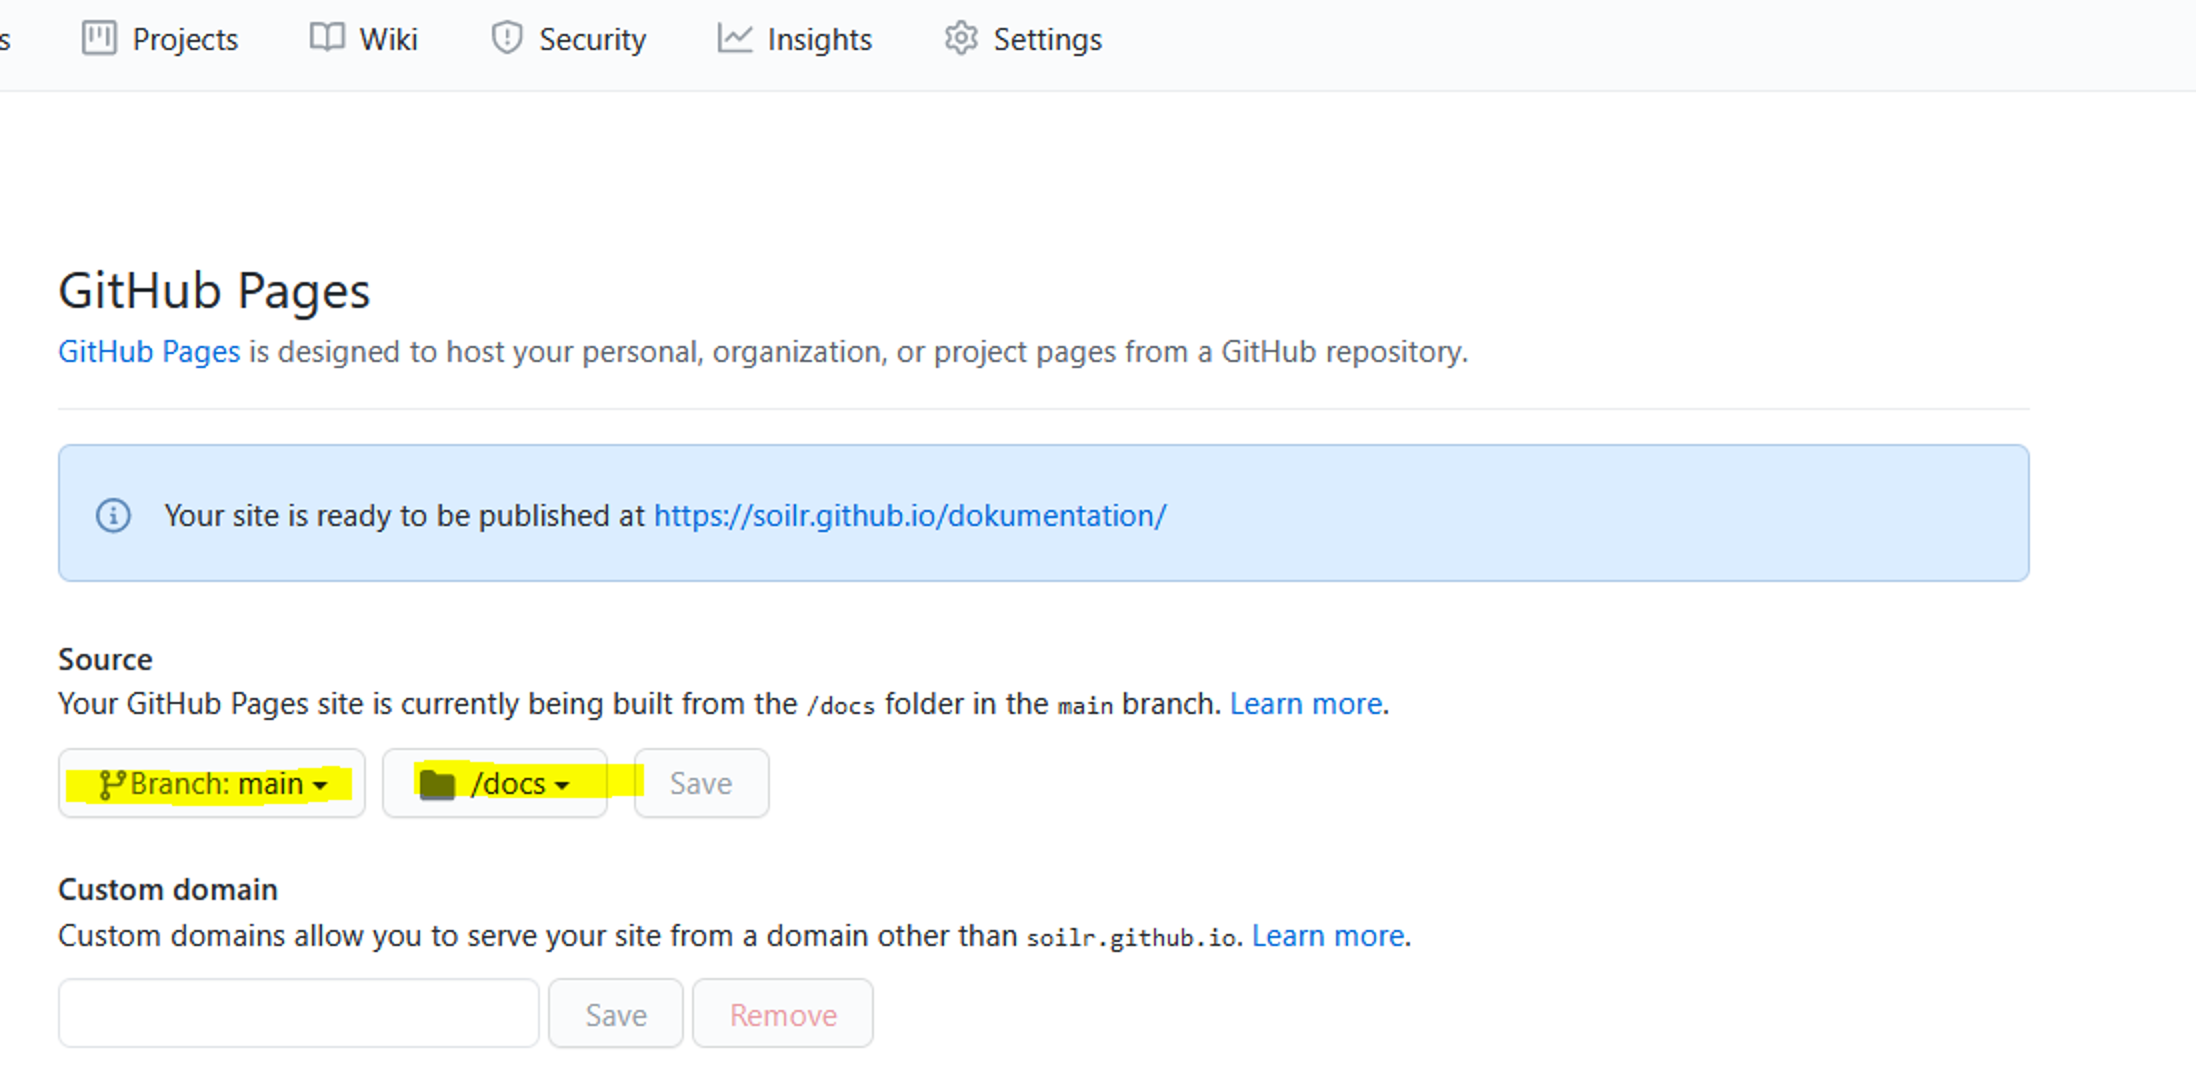 s Projects Wiki Security Insights Settings
GitHub Pages
GitHub Pages is designed to host your personal, organization, or project pages from a GitHub repository.
Your site is ready to be published at https://soilr.github.io/dokumentation/
Source
Your GitHub Pages site is currently being built from the /docs folder in the main branch. Learn more.
Branch: main /docs Save
Custom domain
Custom domains allow you to serve your site from a domain other than soilr.github.io. Learn more.
Save Remove